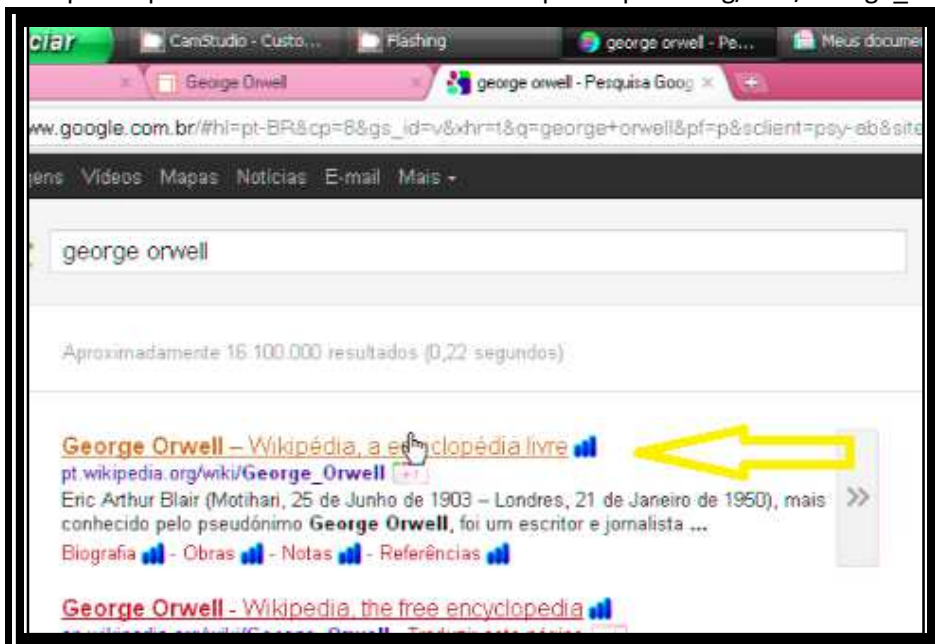 ciar CamStudio - Custo... Flashing george orwell - Pe... Meus docume
George Orwell george orwell - Pesquisa Goog
ww.google.com.br/#hl=pt-BR&cp=8&gs_id=v&xhr=t&q=george+orwell&pf=p&sclient=psy-ab&site
gens Vídeos Mapas Notícias E-mail Mais
george orwell
Aproximadamente 16.100.000 resultados (0,22 segundos)
George Orwell – Wikipédia, a enciclopédia livre
pt.wikipedia.org/wiki/George_Orwell +1
Eric Arthur Blair (Motihari, 25 de Junho de 1903 – Londres, 21 de Janeiro de 1950), mais
conhecido pelo pseudónimo George Orwell, foi um escritor e jornalista ...
Biografia - Obras - Notas - Referências
George Orwell - Wikipedia, the free encyclopedia